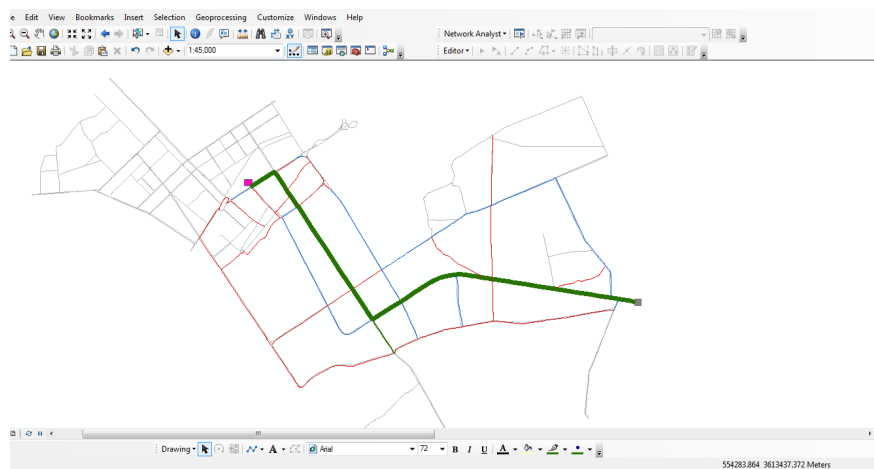 Edit View Bookmarks Insert Selection Geoprocessing Customize Windows Help
Network Analyst
1:45,000
Editor
Drawing A Arial 72 B I U A
554283.864 3613437.372 Meters